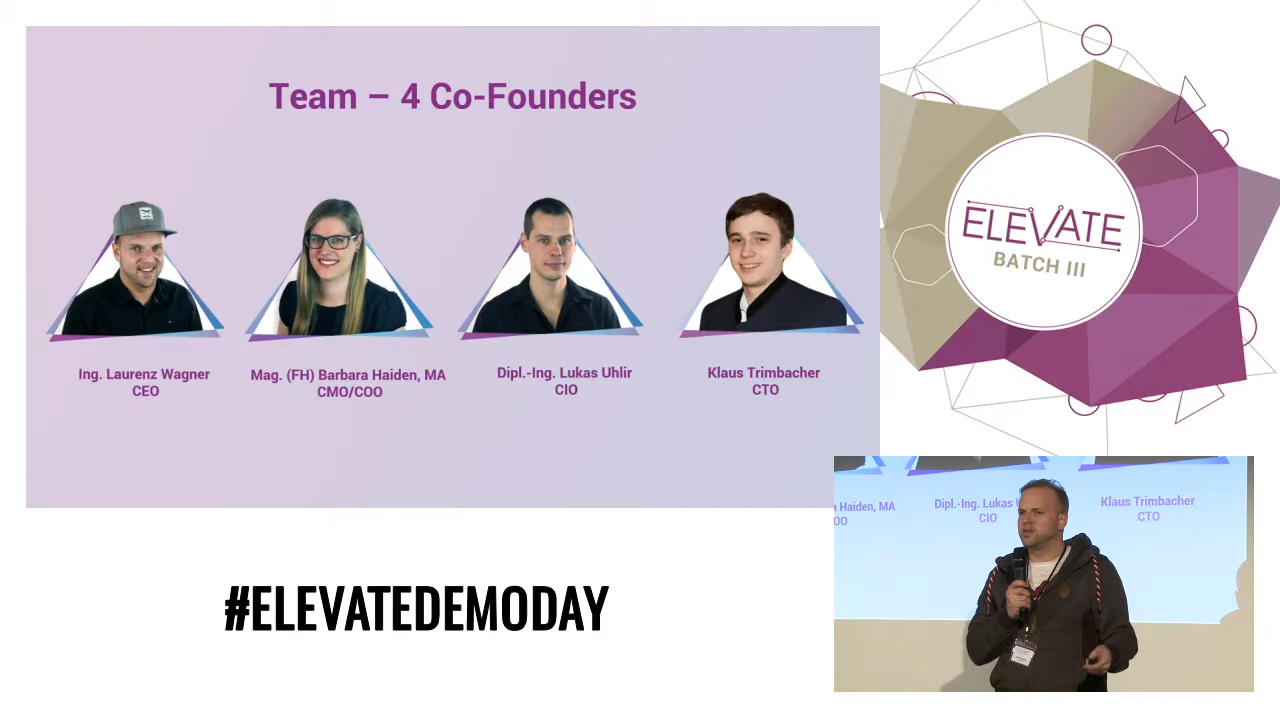 Team – 4 Co-Founders
Ing. Laurenz Wagner
CEO
Mag. (FH) Barbara Haiden, MA
CMO/COO
Dipl.-Ing. Lukas Uhlir
CIO
Klaus Trimbacher
CTO
ELEVATE
BATCH III
#ELEVATEDEMODAY
Haiden, MA
OO
Dipl.-Ing. Lukas
CIO
Klaus Trimbacher
CTO